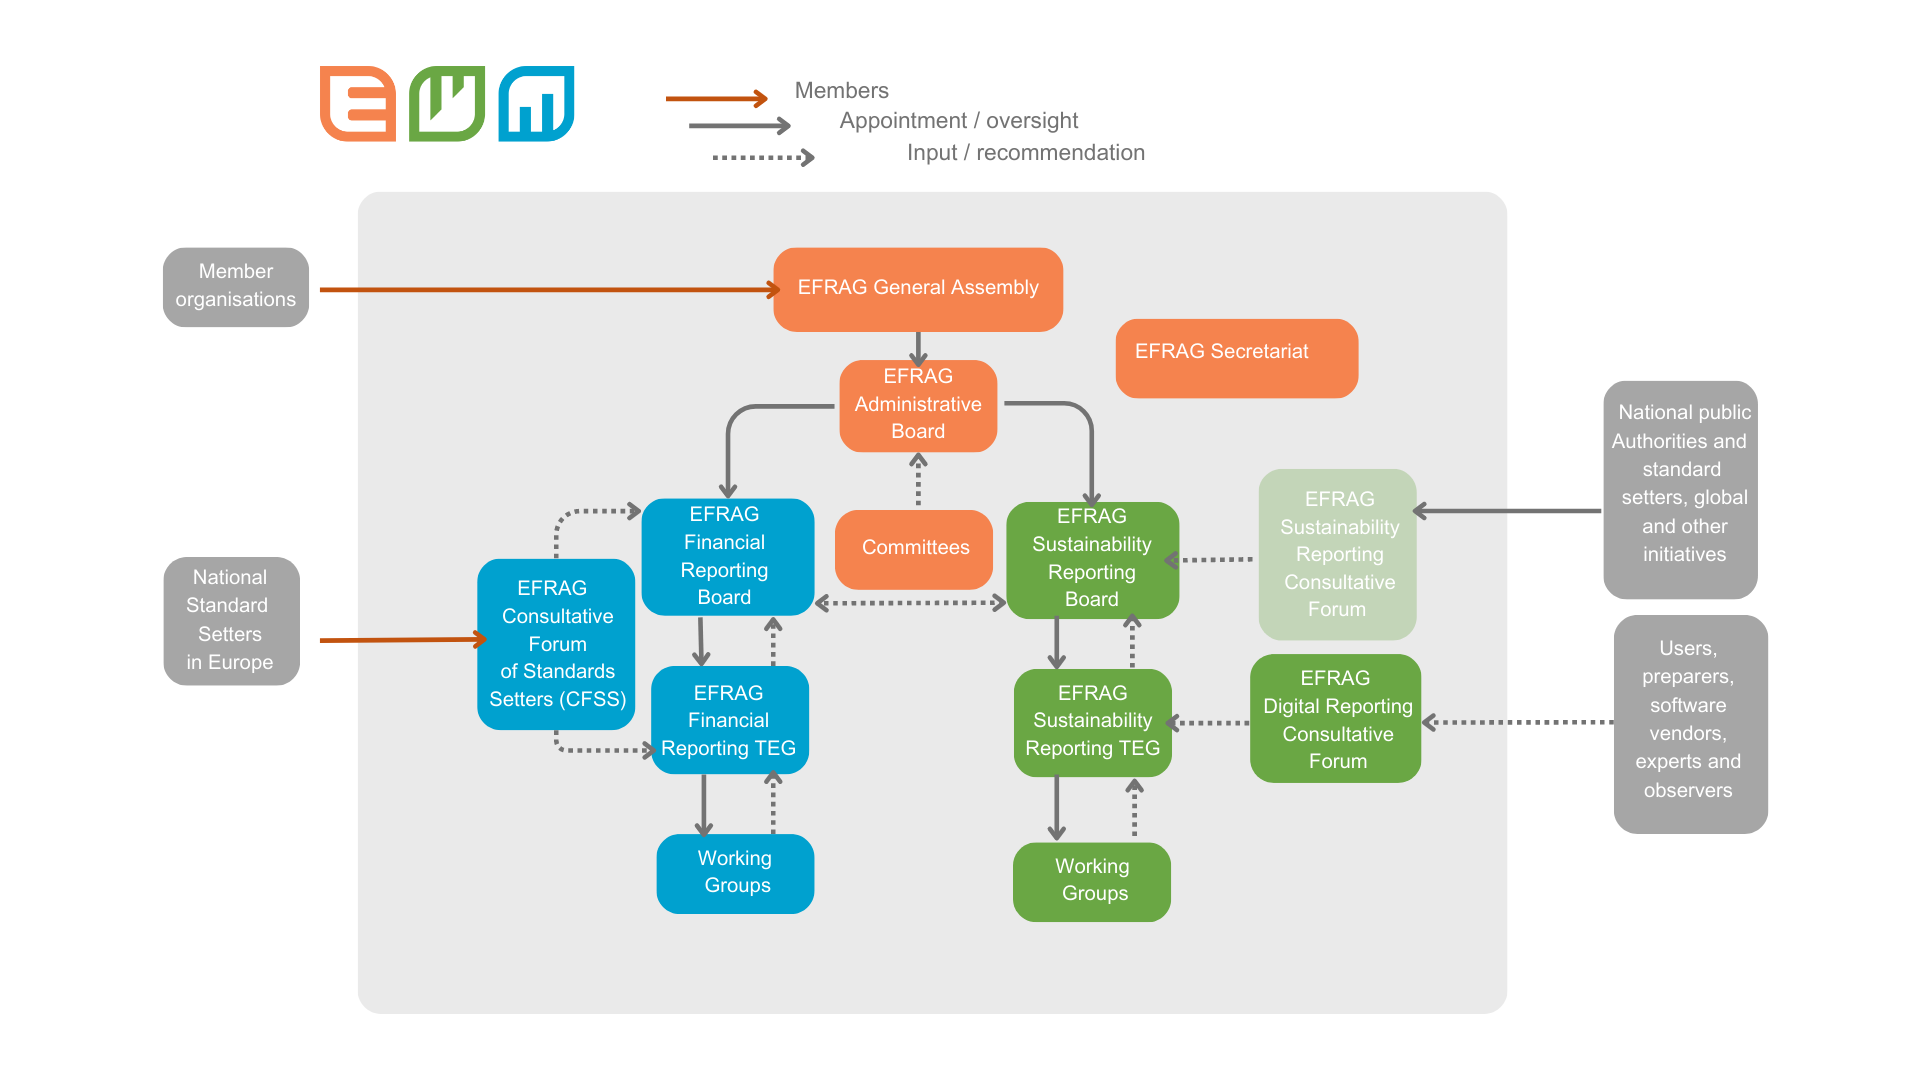 Members
Appointment / oversight
Input / recommendation
Member
organisations
EFRAG General Assembly
EFRAG Secretariat
EFRAG
Administrative
Board
National public
Authorities and
standard
setters, global
and other
initiatives
EFRAG
Financial
Reporting
Board
Committees
EFRAG
Sustainability
Reporting
Board
EFRAG
Sustainability
Reporting
Consultative
Forum
National
Standard
Setters
in Europe
EFRAG
Consultative
Forum
of Standards
Setters (CFSS)
EFRAG
Financial
Reporting TEG
EFRAG
Sustainability
Reporting TEG
EFRAG
Digital Reporting
Consultative
Forum
Users,
preparers,
software
vendors,
experts and
observers
Working
Groups
Working
Groups